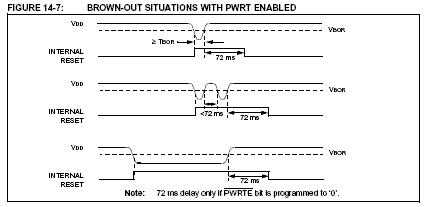 FIGURE 14-7: BROWN-OUT SITUATIONS WITH PWRT ENABLED
VDD
VBOR
≥ TBOR
INTERNAL
RESET
72 ms
VDD
VBOR
INTERNAL
RESET
<72 ms
72 ms
VDD
VBOR
INTERNAL
RESET
72 ms
Note: 72 ms delay only if PWRTE bit is programmed to '0'.